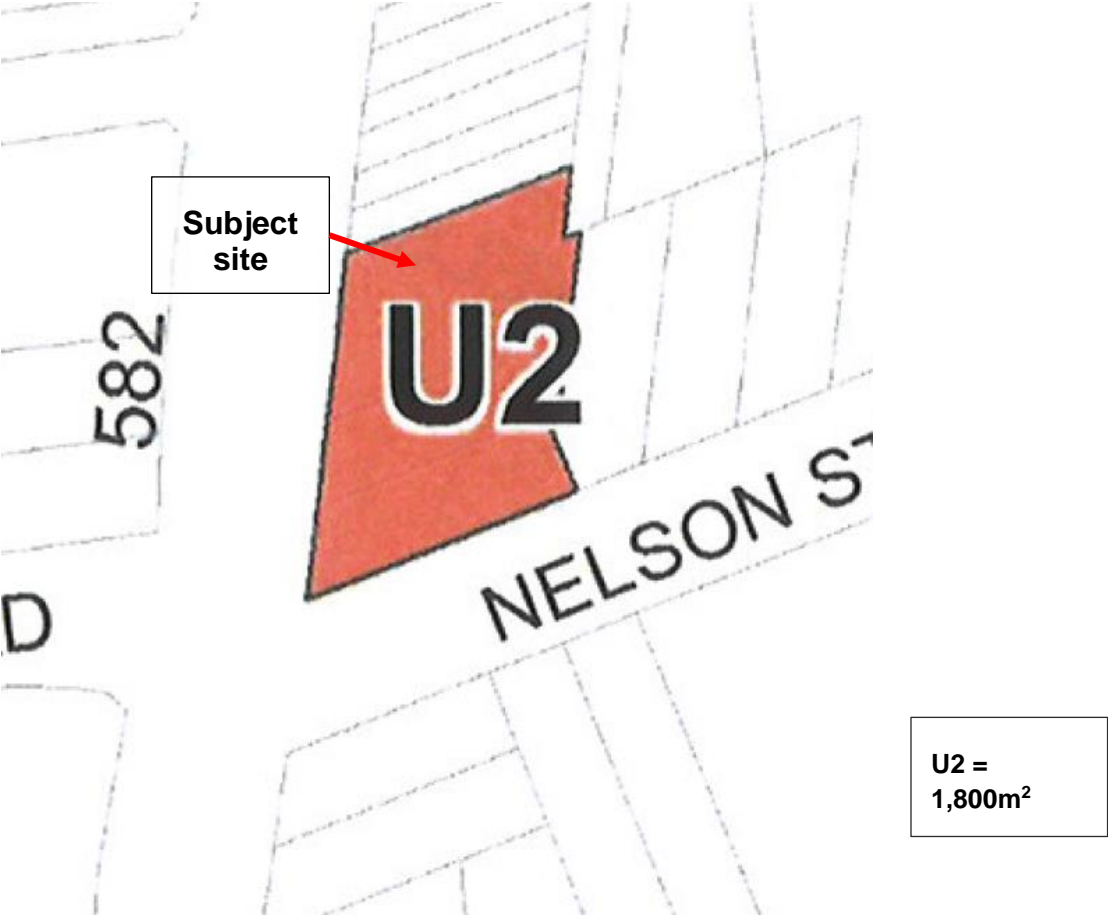 Subject
site
U2
582
NELSON ST
D
U2 =
1,800m²